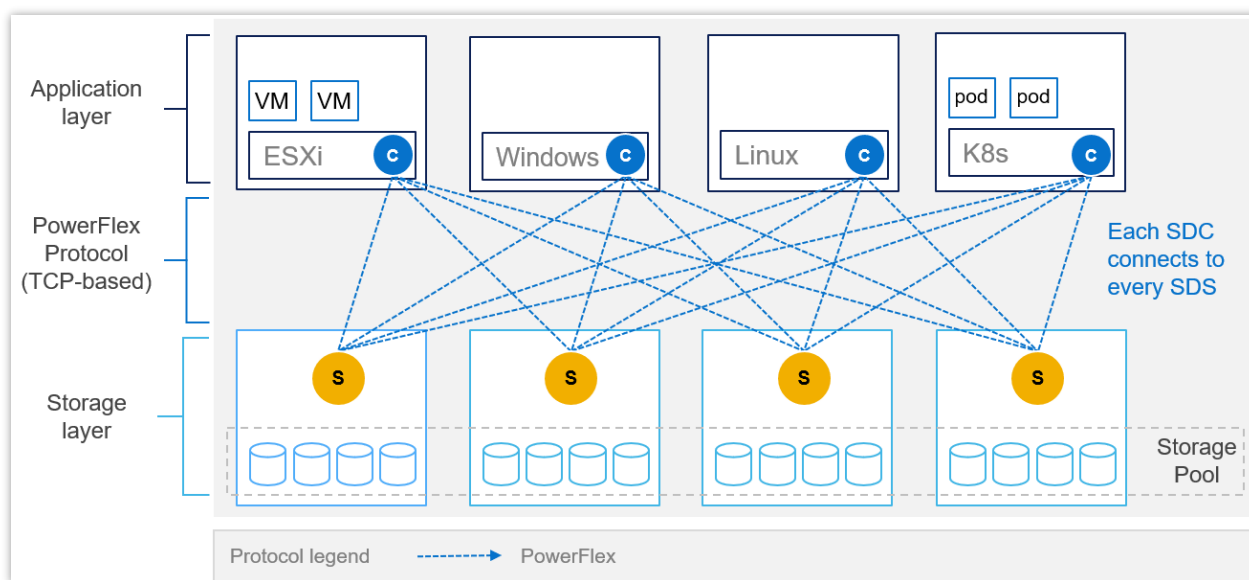 Application
layer
VM VM
ESXi C
Windows C
Linux C
pod pod
K8s C
PowerFlex
Protocol
(TCP-based)
Each SDC
connects to
every SDS
Storage
layer
S S S S
Storage
Pool
Protocol legend PowerFlex